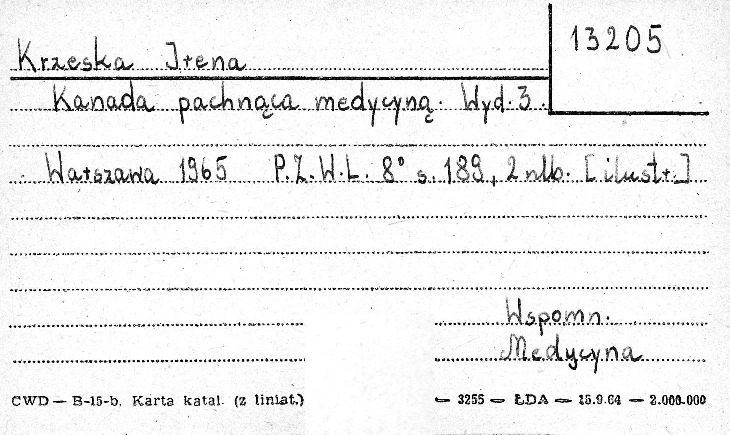 13205
Krzeska Irena
Kanada pachnąca medycyną. Wyd. 3.
Warszawa 1965 P.Z.W.L. 8° s. 189, 2 nlb. [ilustr.]
Wspomn.
Medycyna
CWD — B-15-b. Karta katal. (z liniat.) — 3255 — ŁDA — 15.9.64 — 2.000.000